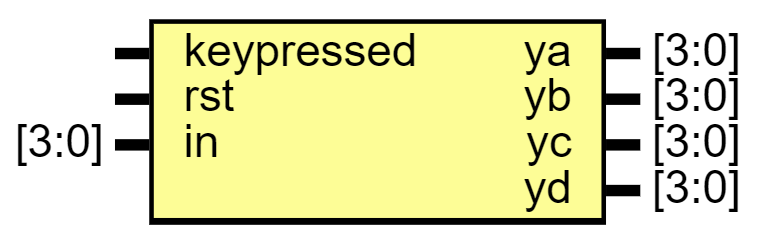 keypressed ya [3:0]
rst yb [3:0]
[3:0] in yc [3:0]
yd [3:0]